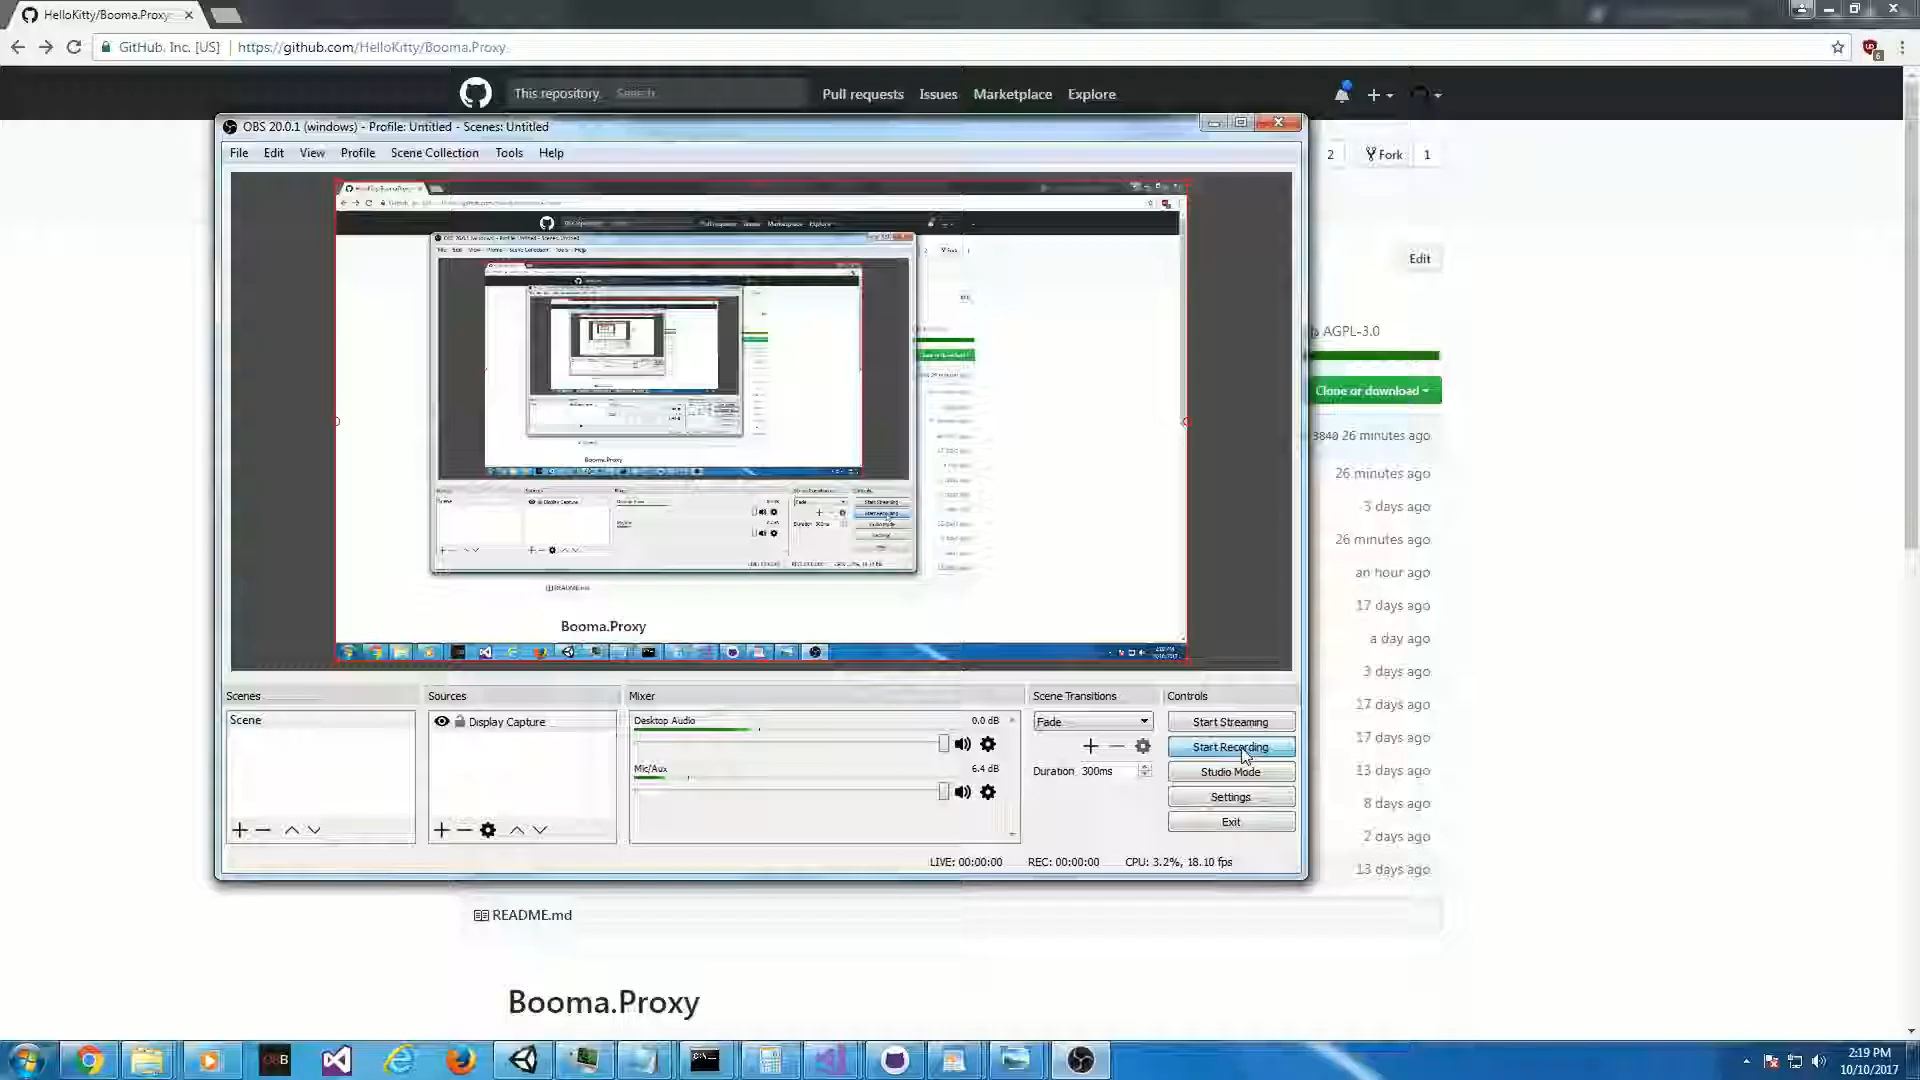 HelloKitty/Booma.Proxy
GitHub, Inc. [US] https://github.com/HelloKitty/Booma.Proxy
This repository Search Pull requests Issues Marketplace Explore
OBS 20.0.1 (windows) - Profile: Untitled - Scenes: Untitled
File Edit View Profile Scene Collection Tools Help
2 Fork 1
Edit
AGPL-3.0
Clone or download
3840 26 minutes ago
26 minutes ago
3 days ago
26 minutes ago
an hour ago
17 days ago
a day ago
3 days ago
17 days ago
17 days ago
13 days ago
8 days ago
2 days ago
13 days ago
README.md
Booma.Proxy
Scenes Sources Mixer Scene Transitions Controls
Scene
Display Capture
Desktop Audio 0.0 dB
Mic/Aux 6.4 dB
Fade
Duration 300ms
Start Streaming
Start Recording
Studio Mode
Settings
Exit
LIVE: 00:00:00 REC: 00:00:00 CPU: 3.2%, 18.10 fps
README.md
Booma.Proxy
2:19 PM
10/10/2017